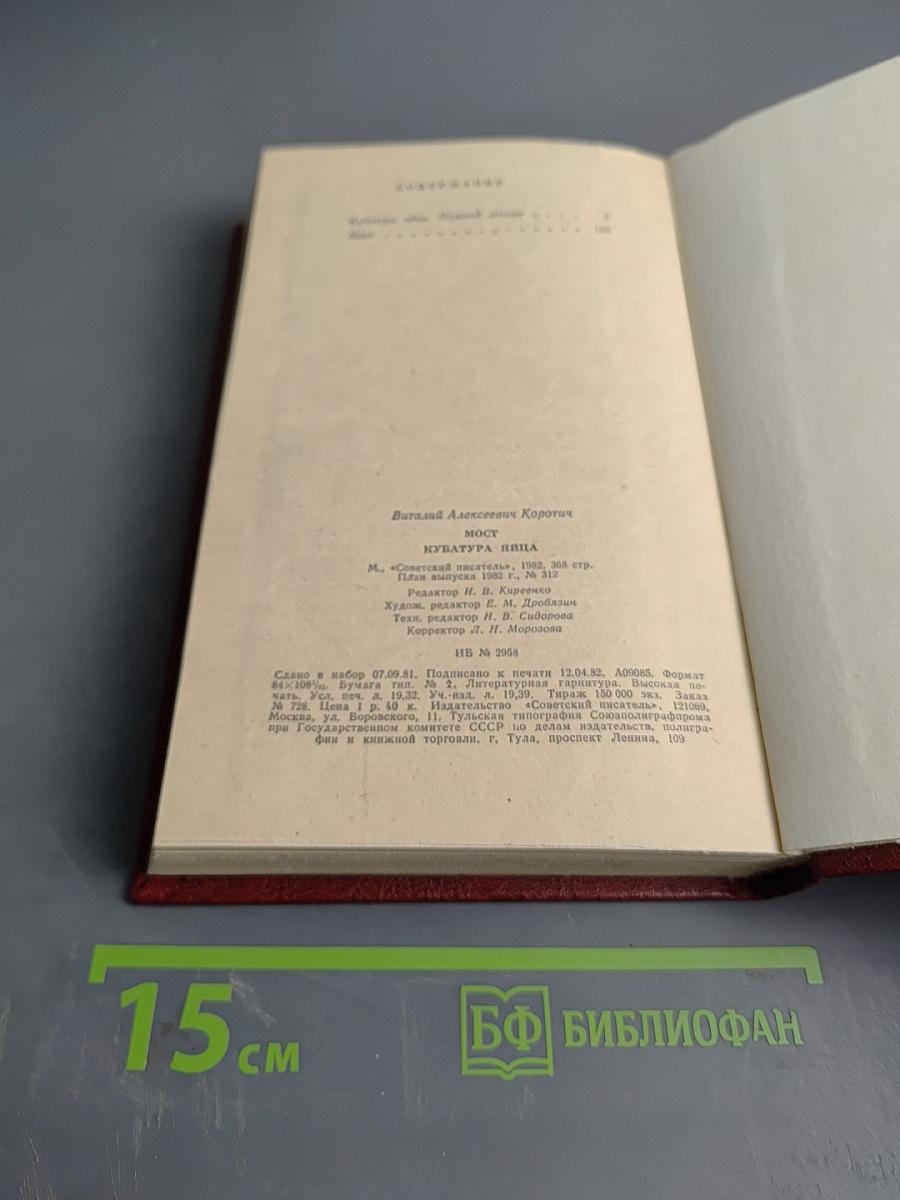 СОДЕРЖАНИЕ
Виталий Алексеевич Коротич
МОСТ
КУБАТУРА ЯЙЦА
М., «Советский писатель», 1982, 368 стр.
План выпуска 1982 г., № 312
Редактор И. В. Киреенко
Худож. редактор Е. М. Дробязин
Техн. редактор Н. В. Сидорова
Корректор Л. Н. Морозова
ИБ № 2958
Сдано в набор 07.09.81. Подписано к печати 12.04.82. А09085. Формат
84×108¹/₃₂. Бумага тип. № 2. Литературная гарнитура. Высокая пе-
чать. Усл. печ. л. 19,32. Уч.-изд. л. 19,39. Тираж 150 000 экз. Заказ
№ 728. Цена 1 р. 40 к. Издательство «Советский писатель», 121069,
Москва, ул. Воровского, 11. Тульская типография Союзполиграфпрома
при Государственном комитете СССР по делам издательств, полигра-
фии и книжной торговли, г. Тула, проспект Ленина, 109
15 см
БФ БИБЛИОФАН